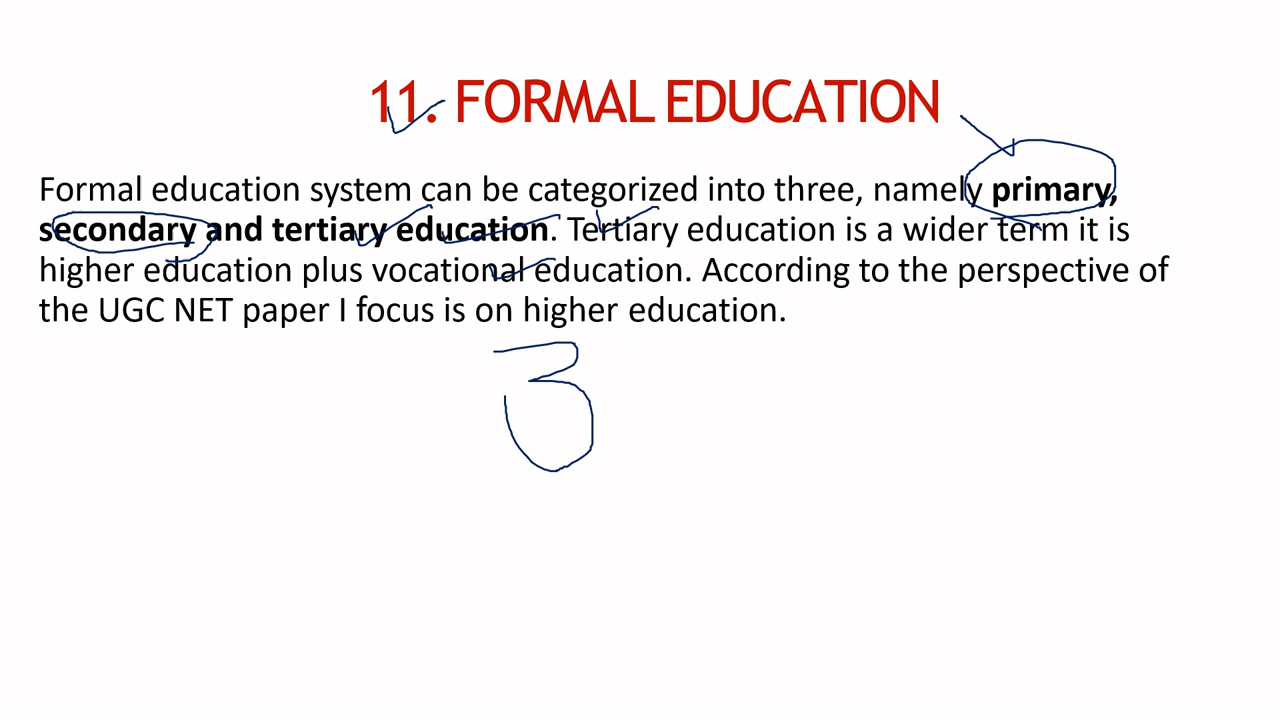 11. FORMAL EDUCATION
Formal education system can be categorized into three, namely primary,
secondary and tertiary education. Tertiary education is a wider term it is
higher education plus vocational education. According to the perspective of
the UGC NET paper I focus is on higher education.
3